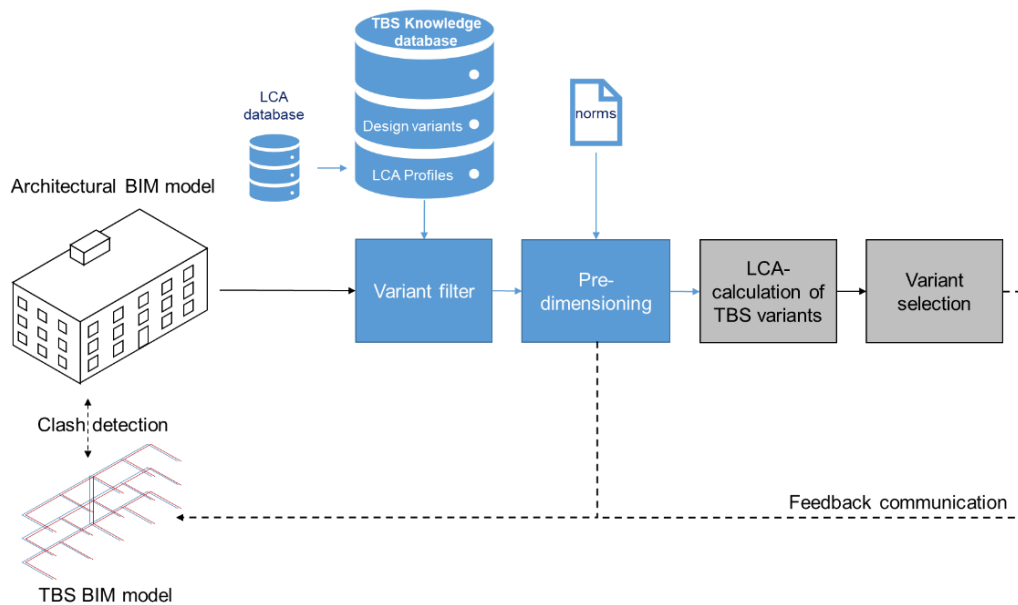 TBS Knowledge
database
LCA
database
Design variants
LCA Profiles
norms
Architectural BIM model
Variant filter
Pre-
dimensioning
LCA-
calculation of
TBS variants
Variant
selection
Clash detection
Feedback communication
TBS BIM model